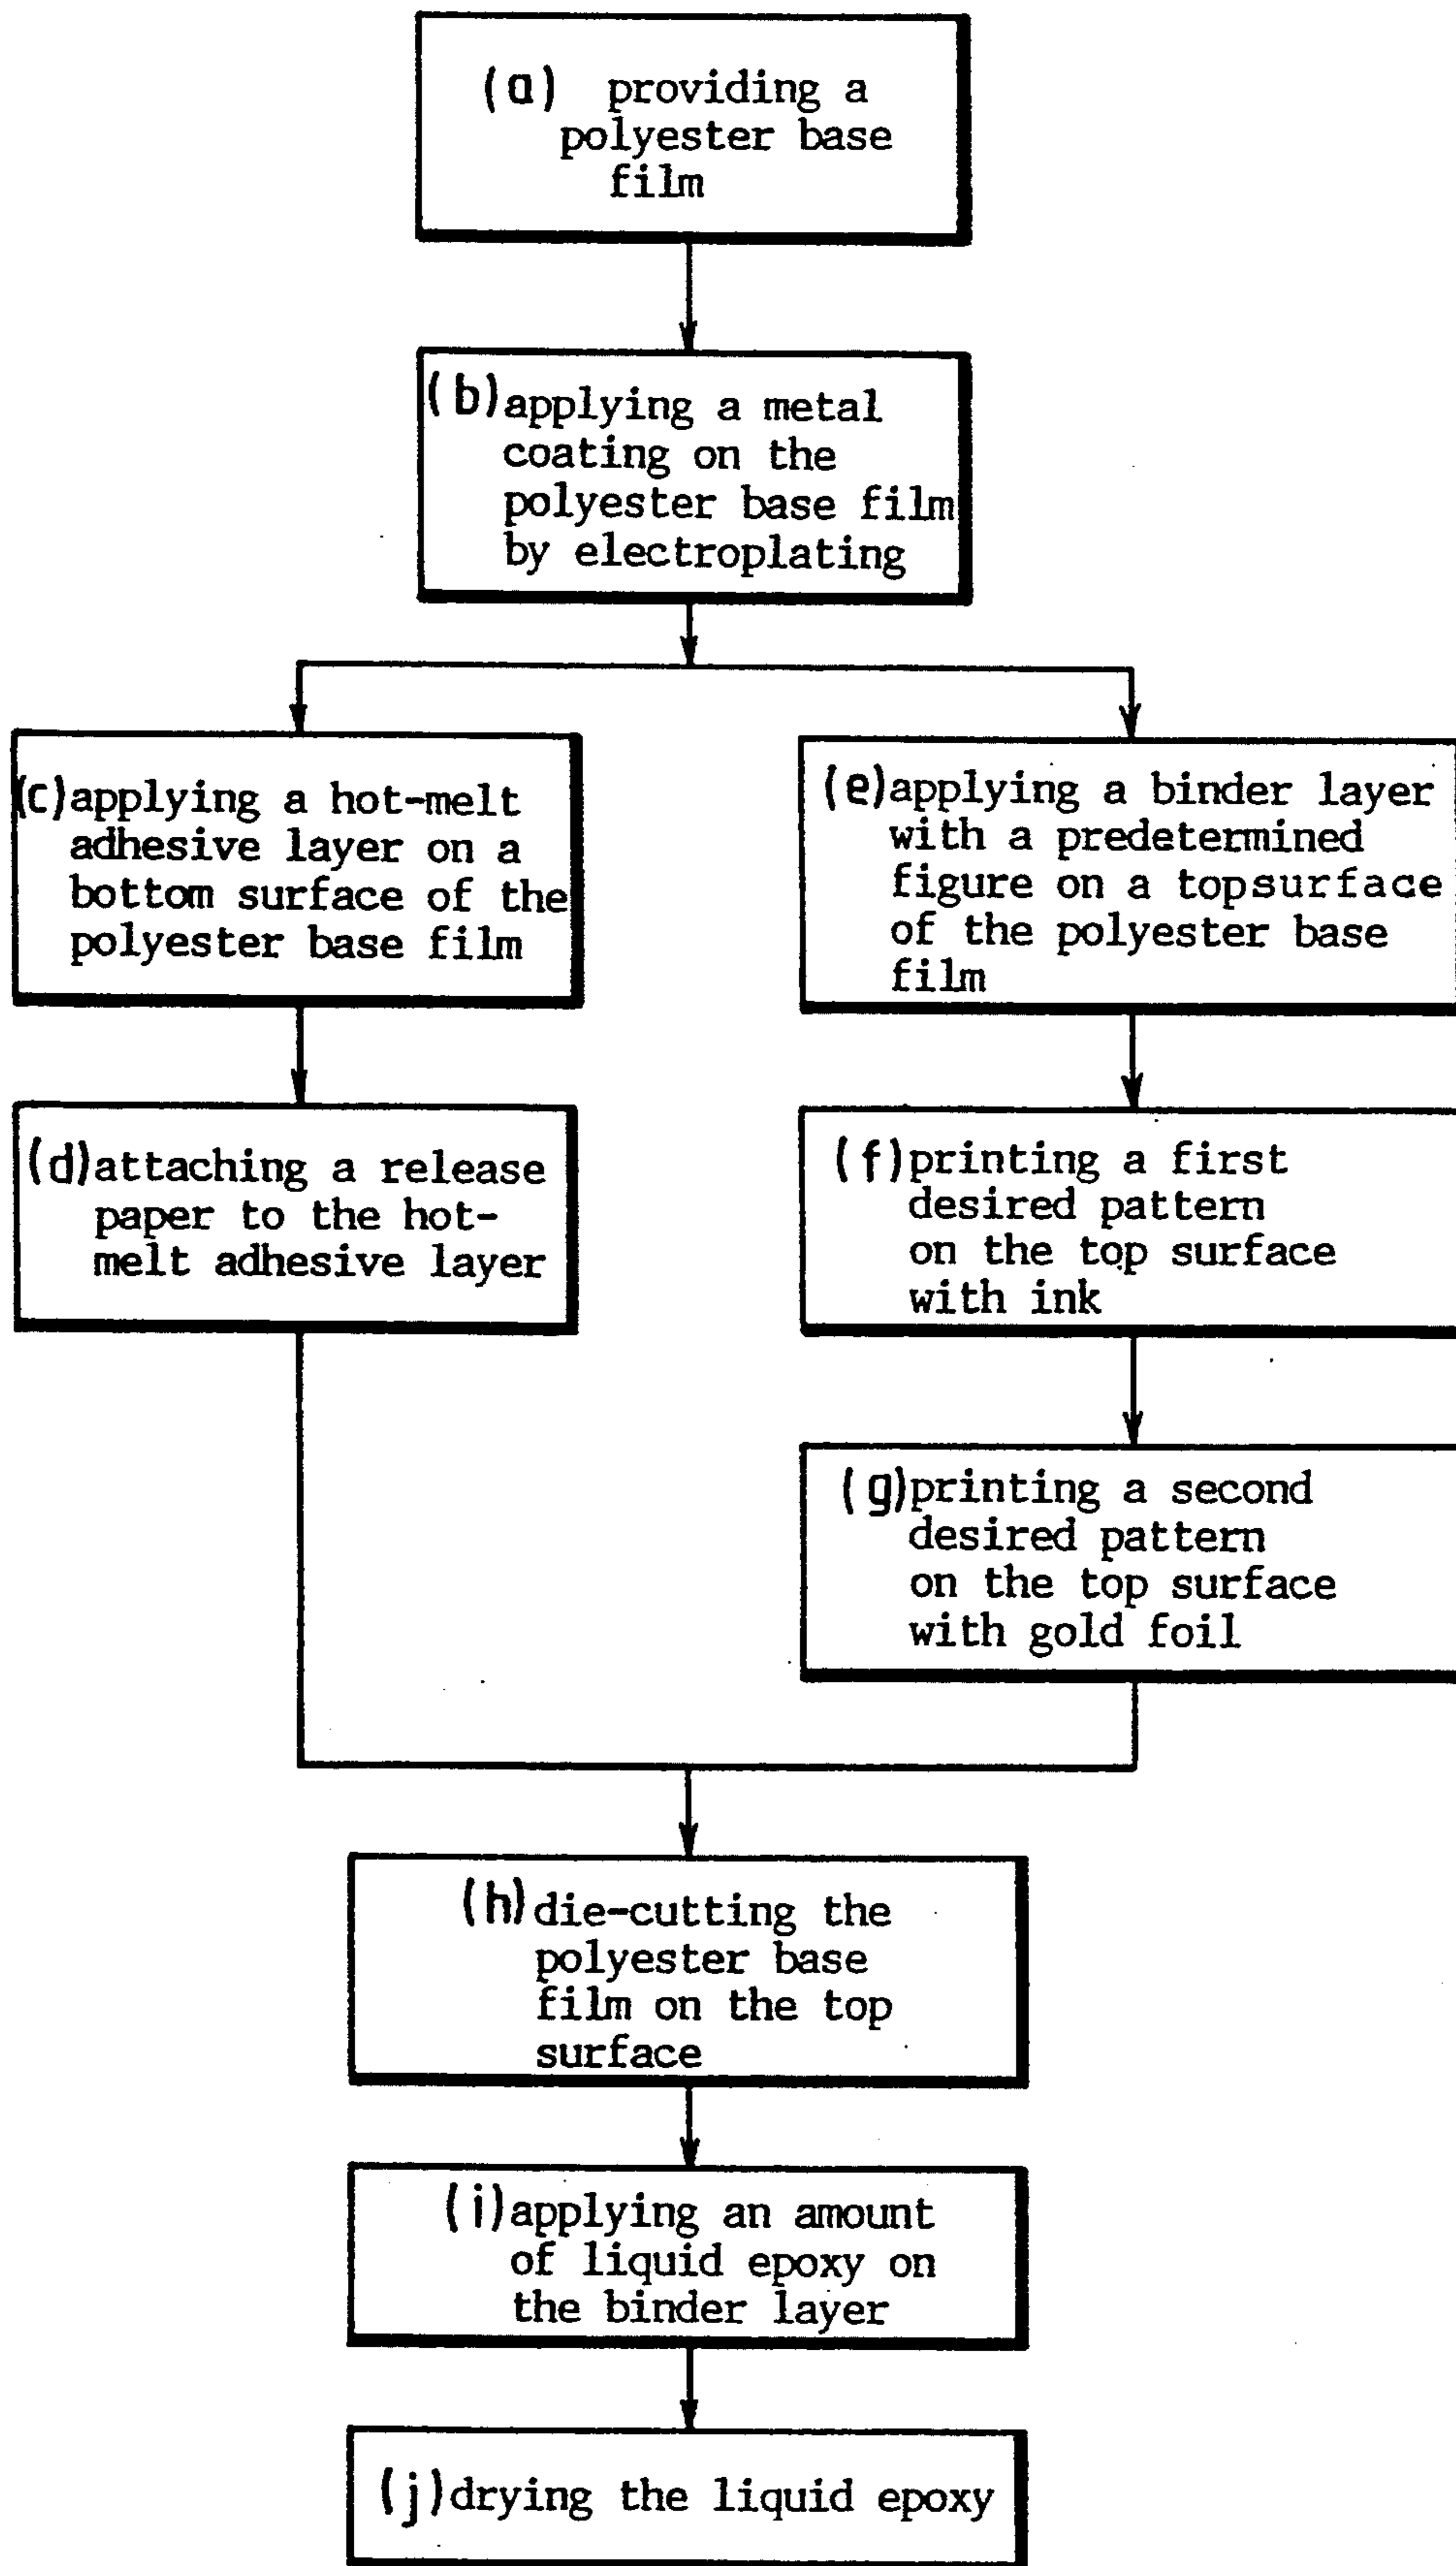 (a) providing a
polyester base
film
(b) applying a metal
coating on the
polyester base film
by electroplating
(c) applying a hot-melt
adhesive layer on a
bottom surface of the
polyester base film
(d) attaching a release
paper to the hot-
melt adhesive layer
(e) applying a binder layer
with a predetermined
figure on a topsurface
of the polyester base
film
(f) printing a first
desired pattern
on the top surface
with ink
(g) printing a second
desired pattern
on the top surface
with gold foil
(h) die-cutting the
polyester base
film on the top
surface
(i) applying an amount
of liquid epoxy on
the binder layer
(j) drying the liquid epoxy